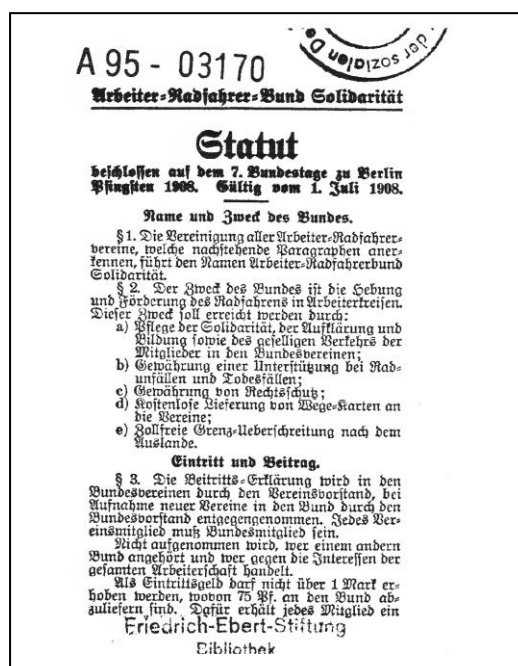 der sozialen De
A 95 - 03170
Arbeiter-Radfahrer-Bund Solidarität
Statut
beschlossen auf dem 7. Bundestage zu Berlin
Pfingsten 1908. Gültig vom 1. Juli 1908.
Name und Zweck des Bundes.
§ 1. Die Vereinigung aller Arbeiter-Radfahrer-
vereine, welche nachstehende Paragraphen aner-
kennen, führt den Namen Arbeiter-Radfahrerbund
Solidarität.
§ 2. Der Zweck des Bundes ist die Hebung
und Förderung des Radfahrens in Arbeiterkreisen.
Dieser Zweck soll erreicht werden durch:
a) Pflege der Solidarität, der Aufklärung und
Bildung sowie des geselligen Verkehrs der
Mitglieder in den Bundesvereinen;
b) Gewährung einer Unterstützung bei Rad-
unfällen und Todesfällen;
c) Gewährung von Rechtsschutz;
d) Kostenlose Lieferung von Wege-Karten an
die Vereine;
e) Zollfreie Grenz-Ueberschreitung nach dem
Auslande.
Eintritt und Beitrag.
§ 3. Die Beitritts-Erklärung wird in den
Bundesvereinen durch den Vereinsvorstand, bei
Aufnahme neuer Vereine in den Bund durch den
Bundesvorstand entgegengenommen. Jedes Ver-
einsmitglied muß Bundesmitglied sein.
Nicht aufgenommen wird, wer einem andern
Bund angehört und wer gegen die Interessen der
gesamten Arbeiterschaft handelt.
Als Eintrittsgeld darf nicht über 1 Mark er-
hoben werden, wovon 75 Pf. an den Bund ab-
zuliefern sind. Dafür erhält jedes Mitglied ein
Friedrich-Ebert-Stiftung
Bibliothek